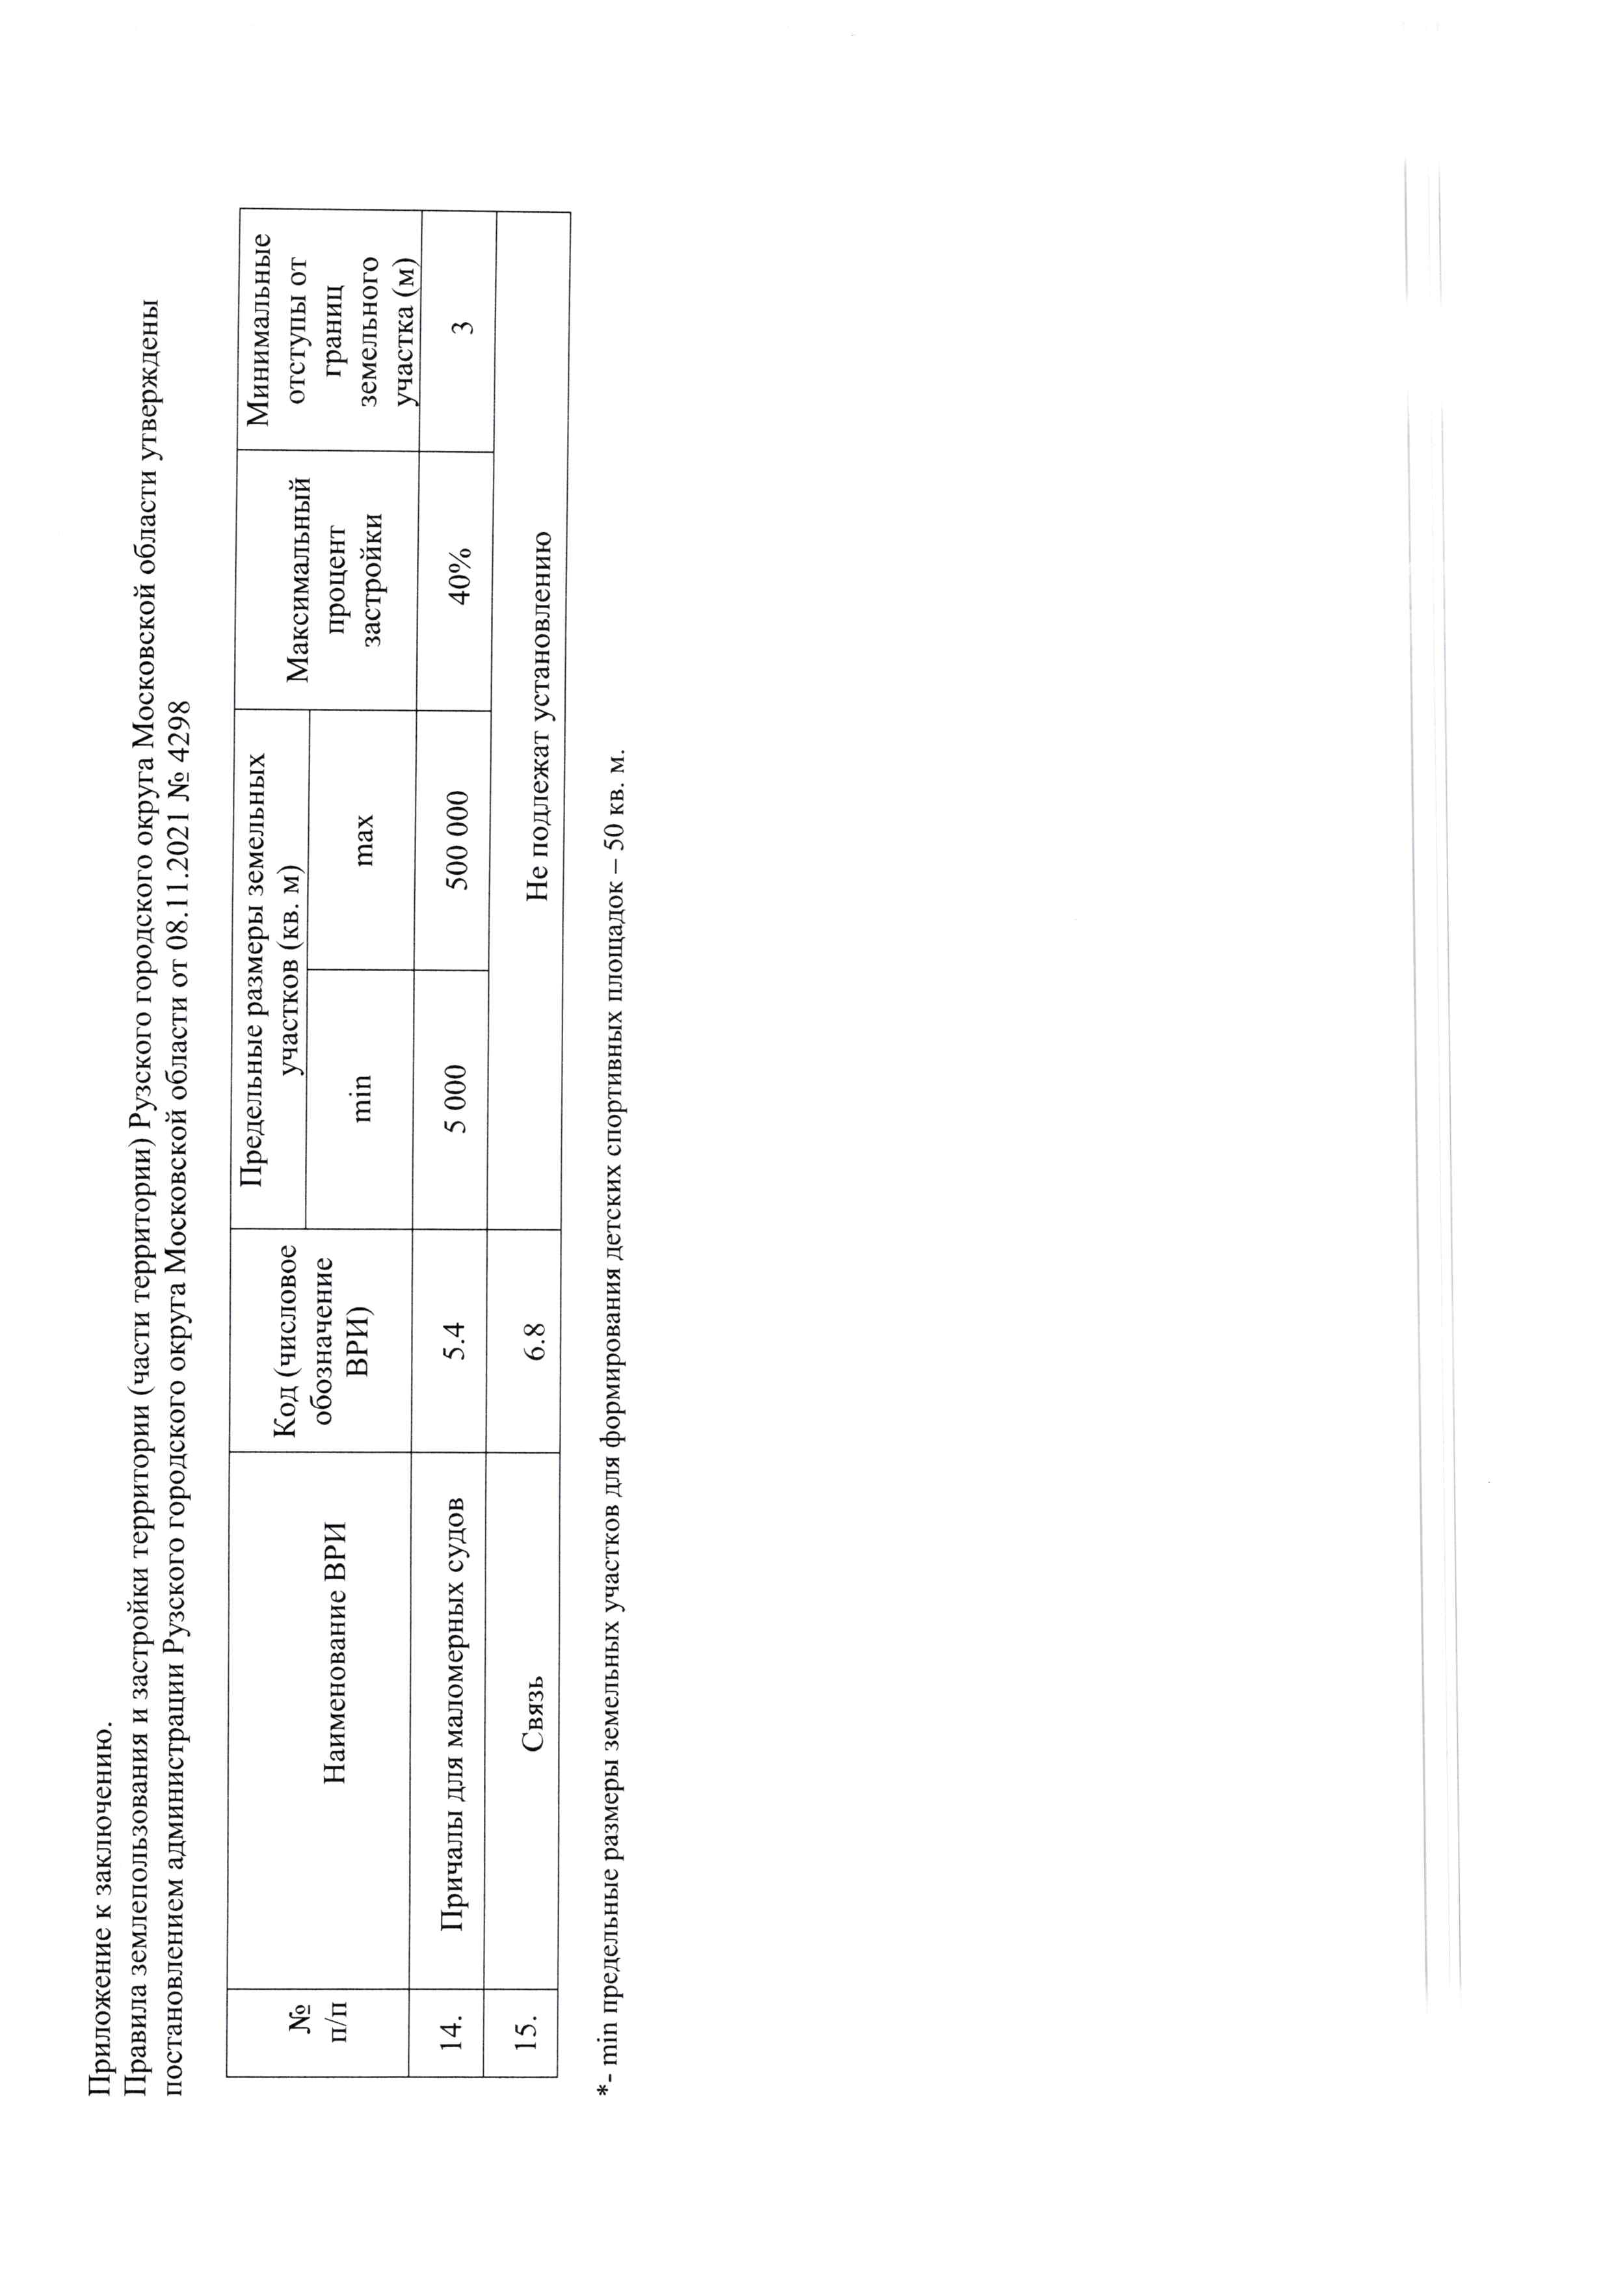 Приложение к заключению.
Правила землепользования и застройки территории (части территории) Рузского городского округа Московской области утверждены
постановлением администрации Рузского городского округа Московской области от 08.11.2021 № 4298
№
п/п
Наименование ВРИ
Код (числовое
обозначение
ВРИ)
Предельные размеры земельных
участков (кв. м)
min
max
Максимальный
процент
застройки
Минимальные
отступы от
границ
земельного
участка (м)
14.
Причалы для маломерных судов
5.4
5 000
500 000
40%
3
15.
Связь
6.8
Не подлежат установлению
*- min предельные размеры земельных участков для формирования детских спортивных площадок – 50 кв. м.